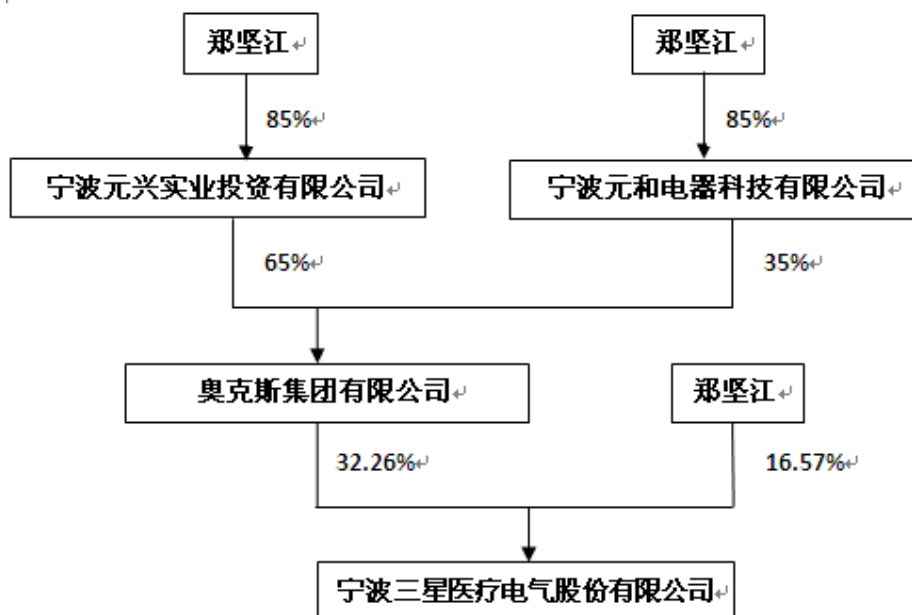 郑坚江
郑坚江
85%
85%
宁波元兴实业投资有限公司
宁波元和电器科技有限公司
65%
35%
奥克斯集团有限公司
郑坚江
32.26%
16.57%
宁波三星医疗电气股份有限公司